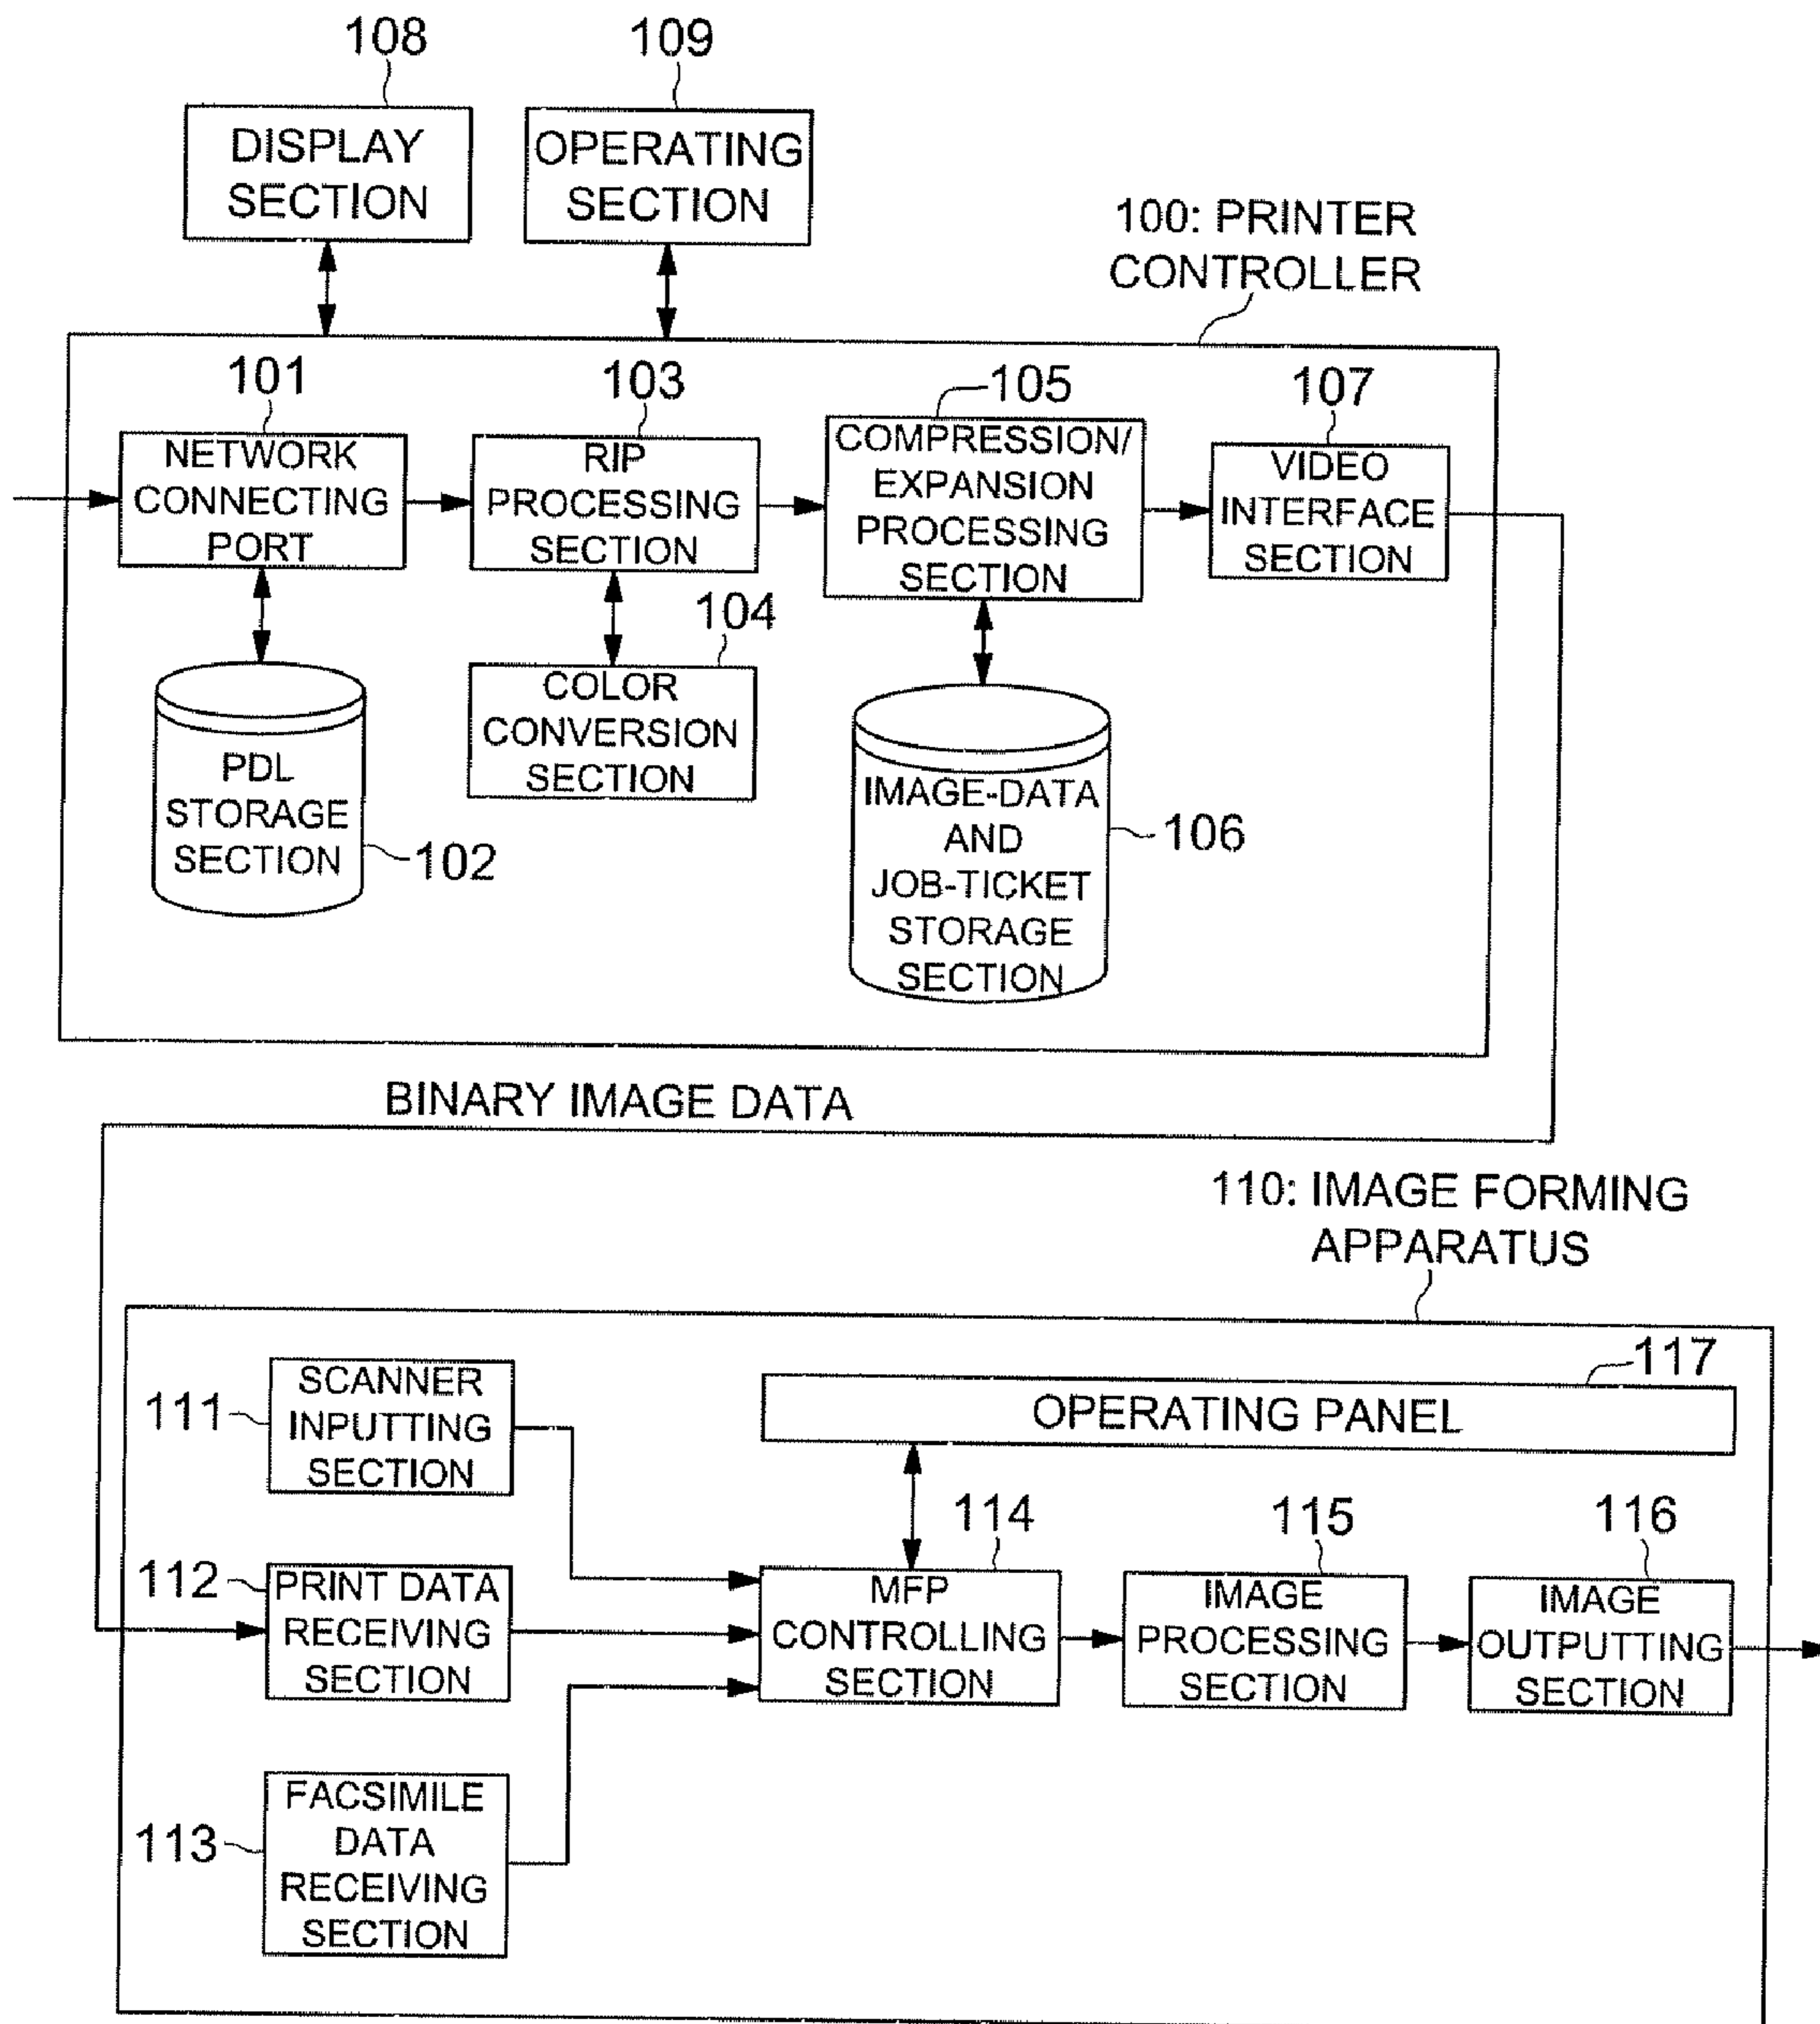 108
109
DISPLAY
SECTION
OPERATING
SECTION
100: PRINTER
CONTROLLER
101
103
105
107
NETWORK
CONNECTING
PORT
RIP
PROCESSING
SECTION
COMPRESSION/
EXPANSION
PROCESSING
SECTION
VIDEO
INTERFACE
SECTION
104
COLOR
CONVERSION
SECTION
PDL
STORAGE
SECTION
102
IMAGE-DATA
AND
JOB-TICKET
STORAGE
SECTION
106
BINARY IMAGE DATA
110: IMAGE FORMING
APPARATUS
111
SCANNER
INPUTTING
SECTION
117
OPERATING PANEL
112
PRINT DATA
RECEIVING
SECTION
114
MFP
CONTROLLING
SECTION
115
IMAGE
PROCESSING
SECTION
116
IMAGE
OUTPUTTING
SECTION
113
FACSIMILE
DATA
RECEIVING
SECTION